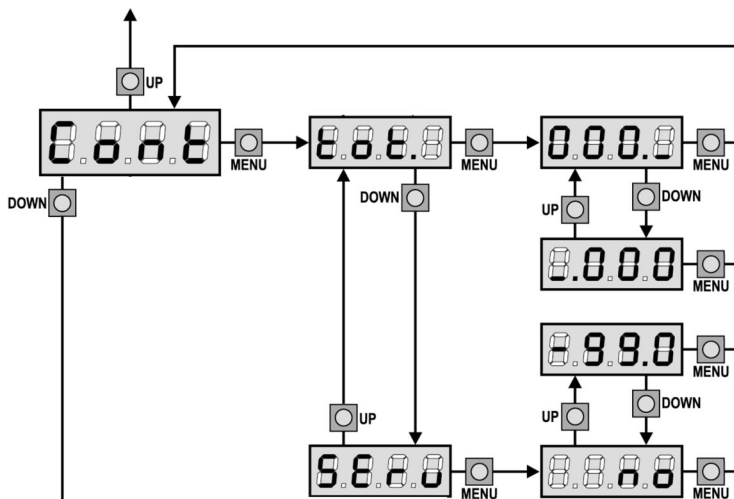 UP
Cont
MENU
tot.
MENU
000._
MENU
DOWN
DOWN
UP
DOWN
_.000
MENU
-99.0
MENU
UP
UP
DOWN
SErv
MENU
no
MENU